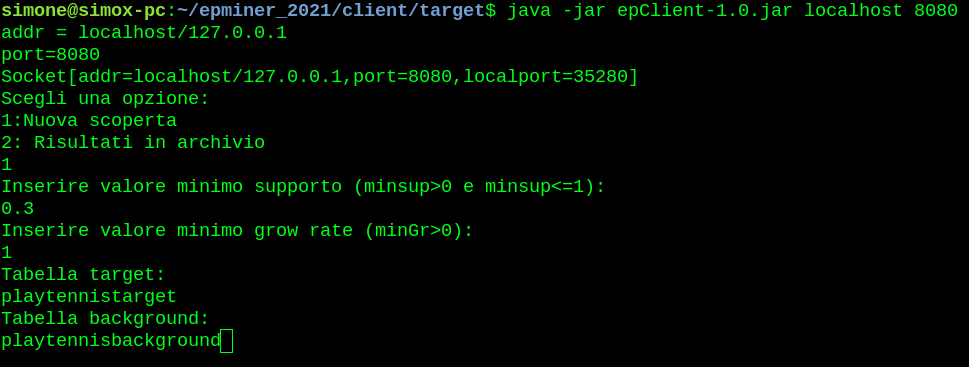 simone@simox-pc:~/epminer_2021/client/target$ java -jar epClient-1.0.jar localhost 8080
addr = localhost/127.0.0.1
port=8080
Socket[addr=localhost/127.0.0.1,port=8080,localport=35280]
Scegli una opzione:
1:Nuova scoperta
2: Risultati in archivio
1
Inserire valore minimo supporto (minsup>0 e minsup<=1):
0.3
Inserire valore minimo grow rate (minGr>0):
1
Tabella target:
playtennistarget
Tabella background:
playtennisbackground